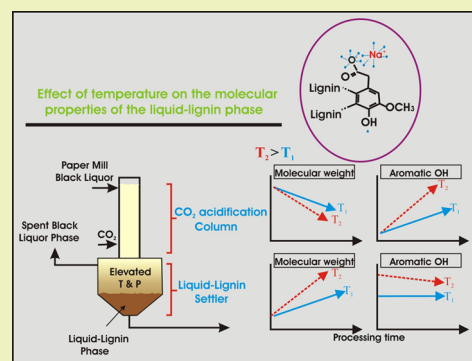 Effect of temperature on the molecular
properties of the liquid-lignin phase
Na+
O
O
Lignin
Lignin
OCH3
OH
T2 > T1
Paper Mill
Black Liquor
CO2 acidification
Column
Spent Black
Liquor Phase
CO2
Elevated
T & P
Liquid-Lignin
Settler
Liquid-Lignin
Phase
Molecular weight
T1
T2
Aromatic OH
T2
T1
Molecular weight
T2
T1
Aromatic OH
T2
T1
Processing time